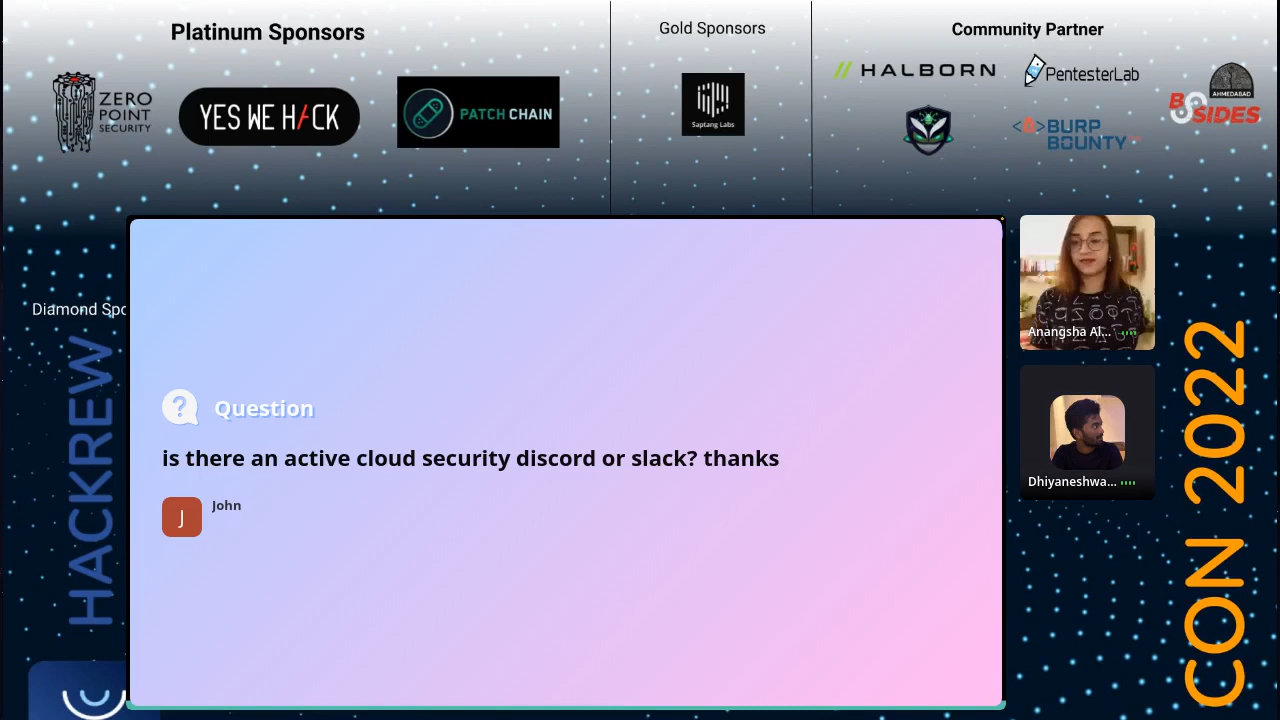 Platinum Sponsors
Gold Sponsors
Community Partner
ZERO
POINT
SECURITY
YES WE H/CK
PATCH CHAIN
Saptang Labs
HALBORN
PentesterLab
BURP
BOUNTY
AHMEDABAD
BSIDES
Diamond Spo
HACKREW
Question
is there an active cloud security discord or slack? thanks
J
John
Anangsha Al...
Dhiyaneshwa...
CON 2022